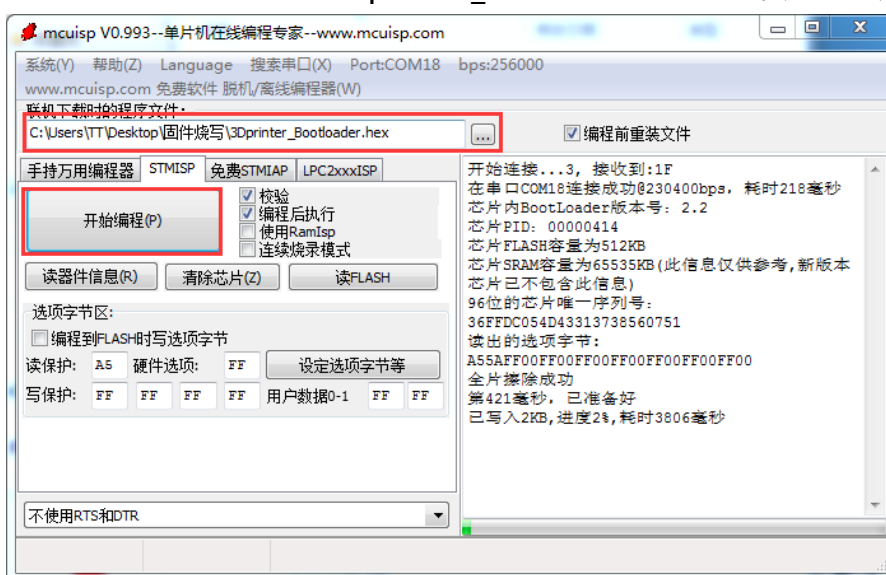 mcuisp V0.993--单片机在线编程专家--www.mcuisp.com
系统(Y) 帮助(Z) Language 搜索串口(X) Port:COM18 bps:256000
www.mcuisp.com 免费软件 脱机/离线编程器(W)
联机下载时的程序文件:
C:\Users\TT\Desktop\固件烧写\3Dprinter_Bootloader.hex ... 编程前重装文件
手持万用编程器 STMISP 免费STMIAP LPC2xxxISP
开始编程(P)
校验
编程后执行
使用RamIsp
连续烧录模式
读器件信息(R) 清除芯片(Z) 读FLASH
选项字节区:
编程到FLASH时写选项字节
读保护: A5 硬件选项: FF 设定选项字节等
写保护: FF FF FF FF 用户数据0-1 FF FF
不使用RTS和DTR
开始连接...3, 接收到:1F
在串口COM18连接成功@230400bps, 耗时218毫秒
芯片内BootLoader版本号: 2.2
芯片PID: 00000414
芯片FLASH容量为512KB
芯片SRAM容量为65535KB(此信息仅供参考,新版本
芯片已不包含此信息)
96位的芯片唯一序列号:
36FFDC054D43313738560751
读出的选项字节:
A55AFF00FF00FF00FF00FF00FF00FF00
全片擦除成功
第421毫秒, 已准备好
已写入2KB,进度2%,耗时3806毫秒